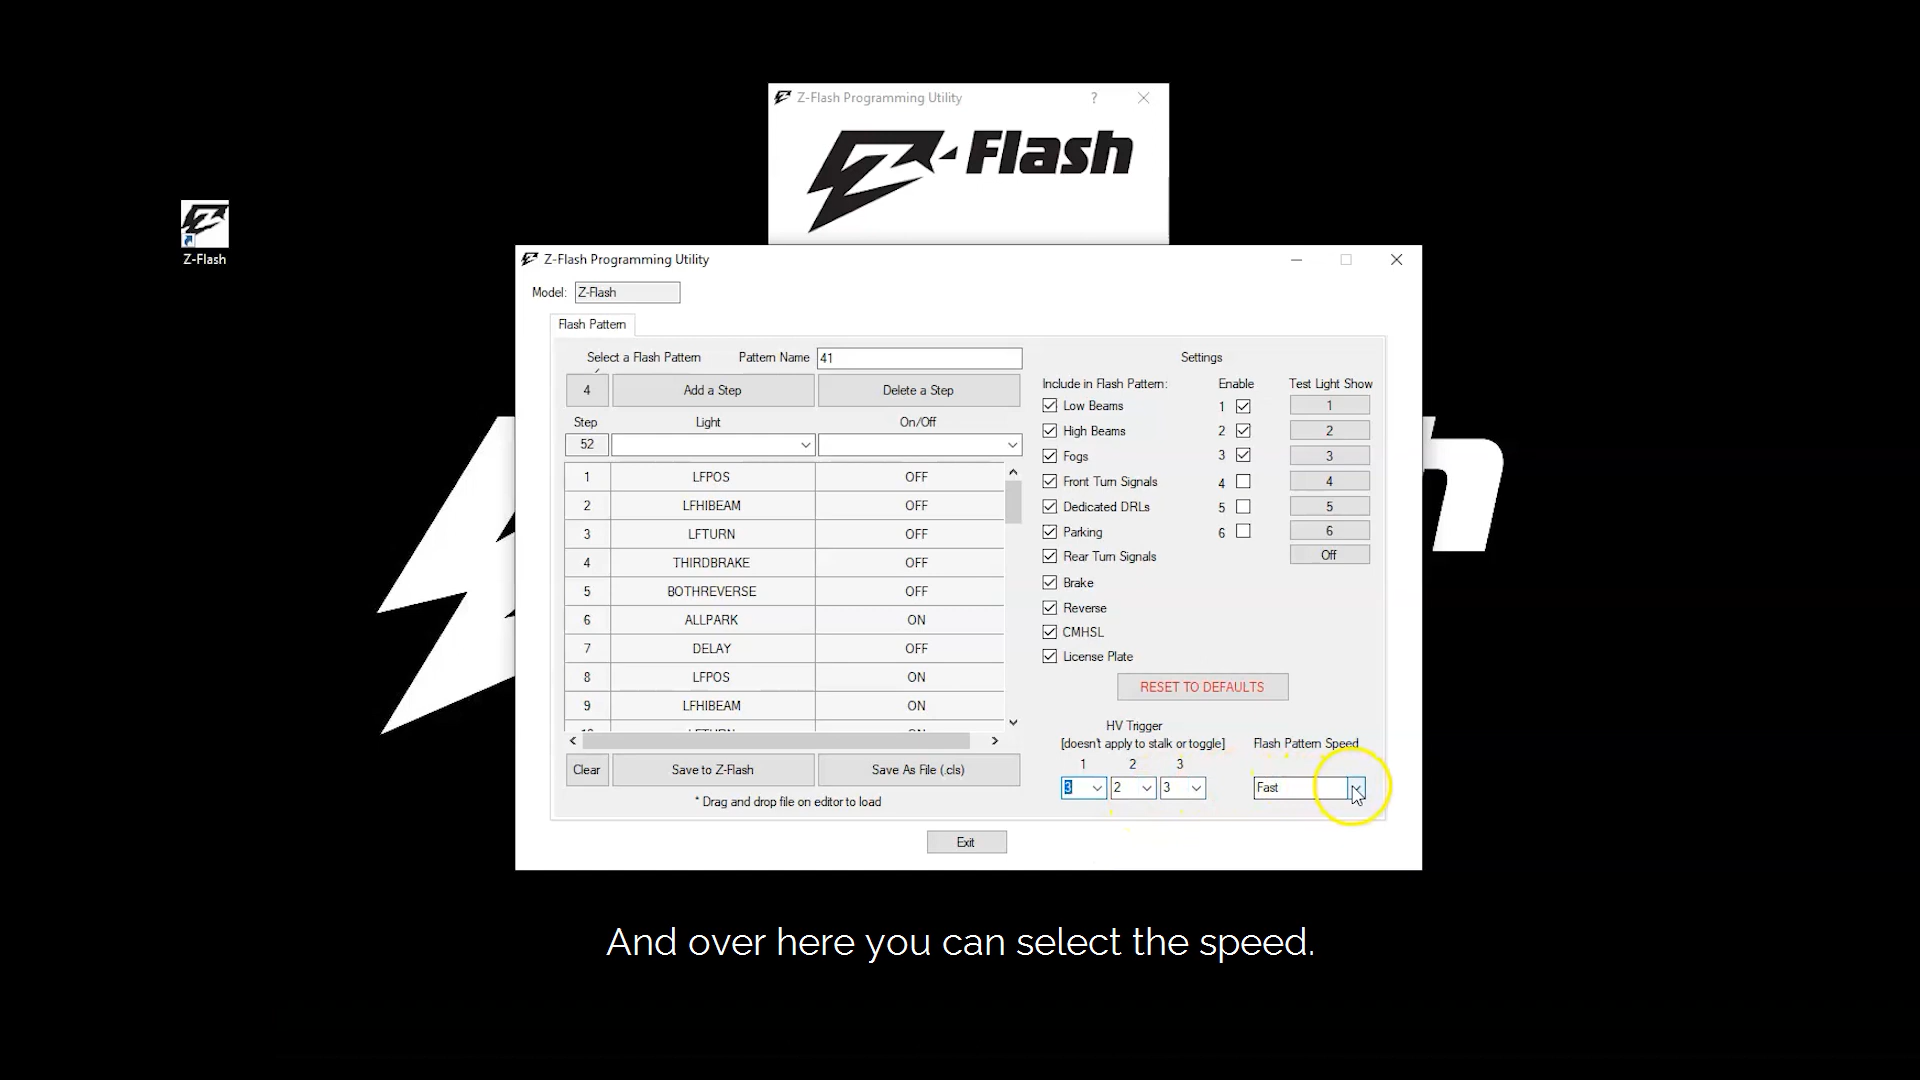 Z-Flash Programming Utility
?
-Flash
Z-Flash
Z-Flash Programming Utility
Model: Z-Flash
Flash Pattern
Select a Flash Pattern Pattern Name 41
4 Add a Step Delete a Step
Step Light On/Off
52
1 LFPOS OFF
2 LFHIBEAM OFF
3 LFTURN OFF
4 THIRDBRAKE OFF
5 BOTHREVERSE OFF
6 ALLPARK ON
7 DELAY OFF
8 LFPOS ON
9 LFHIBEAM ON
Clear Save to Z-Flash Save As File (.cls)
* Drag and drop file on editor to load
Settings
Include in Flash Pattern: Enable Test Light Show
Low Beams 1 1
High Beams 2 2
Fogs 3 3
Front Turn Signals 4 4
Dedicated DRLs 5 5
Parking 6 6
Rear Turn Signals Off
Brake
Reverse
CMHSL
License Plate
RESET TO DEFAULTS
HV Trigger
[doesn't apply to stalk or toggle] Flash Pattern Speed
1 2 3
3 2 3 Fast
Exit
And over here you can select the speed.